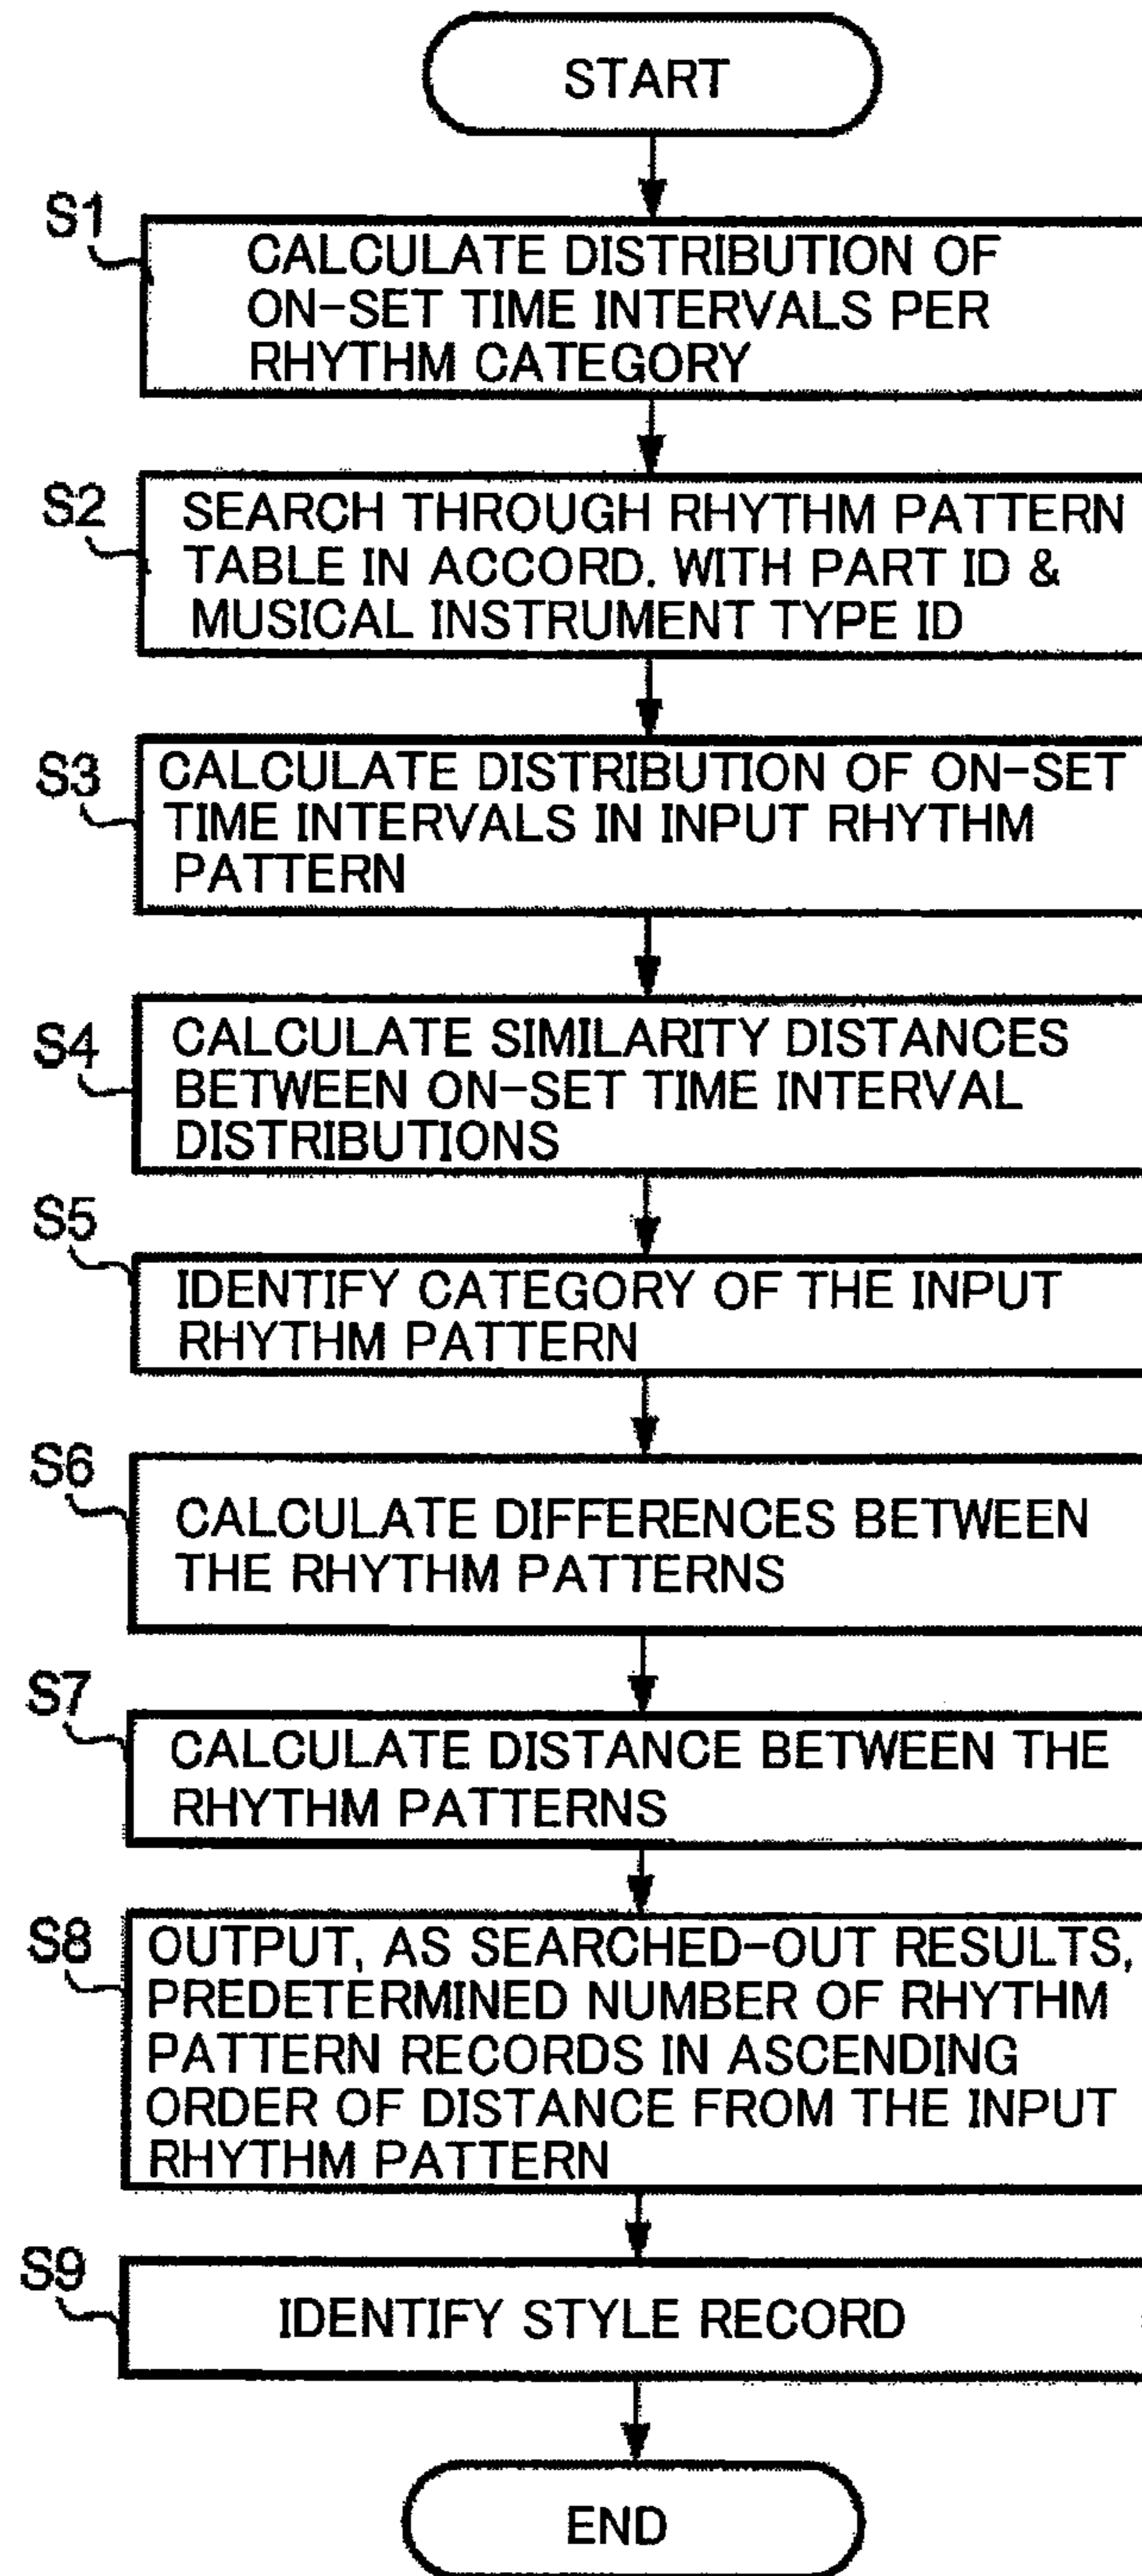 START
S1
CALCULATE DISTRIBUTION OF
ON-SET TIME INTERVALS PER
RHYTHM CATEGORY
S2
SEARCH THROUGH RHYTHM PATTERN
TABLE IN ACCORD. WITH PART ID &
MUSICAL INSTRUMENT TYPE ID
S3
CALCULATE DISTRIBUTION OF ON-SET
TIME INTERVALS IN INPUT RHYTHM
PATTERN
S4
CALCULATE SIMILARITY DISTANCES
BETWEEN ON-SET TIME INTERVAL
DISTRIBUTIONS
S5
IDENTIFY CATEGORY OF THE INPUT
RHYTHM PATTERN
S6
CALCULATE DIFFERENCES BETWEEN
THE RHYTHM PATTERNS
S7
CALCULATE DISTANCE BETWEEN THE
RHYTHM PATTERNS
S8
OUTPUT, AS SEARCHED-OUT RESULTS,
PREDETERMINED NUMBER OF RHYTHM
PATTERN RECORDS IN ASCENDING
ORDER OF DISTANCE FROM THE INPUT
RHYTHM PATTERN
S9
IDENTIFY STYLE RECORD
END